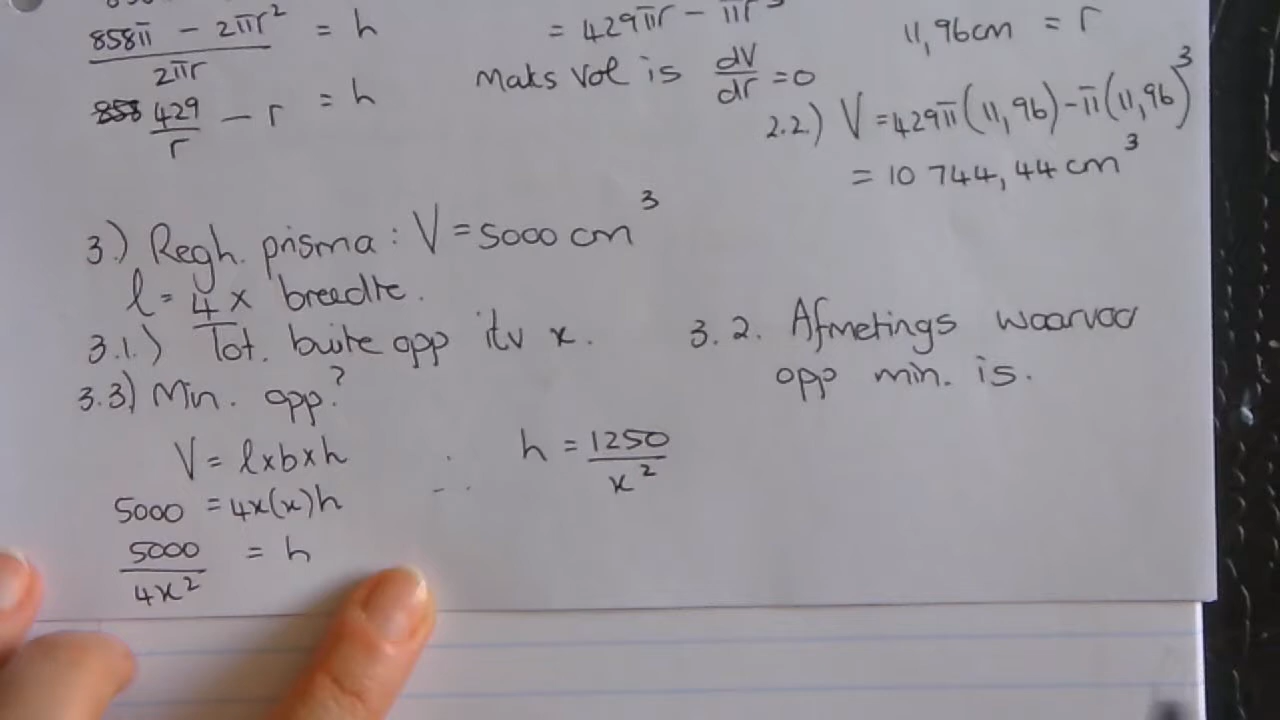 858π − 2πr² = h
2πr
429 − r = h
r
= 429πr − πr³
Maks vol is dV/dr = 0
11,96cm = r
2.2.) V = 429π(11,96) − π(11,96)³
= 10 744,44 cm³
3.) Regh. prisma: V = 5000 cm³
l = 4 x breedte.
3.1.) Tot. buite opp itv x.
3.2. Afmetings waarvoor
opp min. is.
3.3) Min. opp?
V = l×b×h
5000 = 4x(x)h
5000 = h
4x²
∴ h = 1250
x²